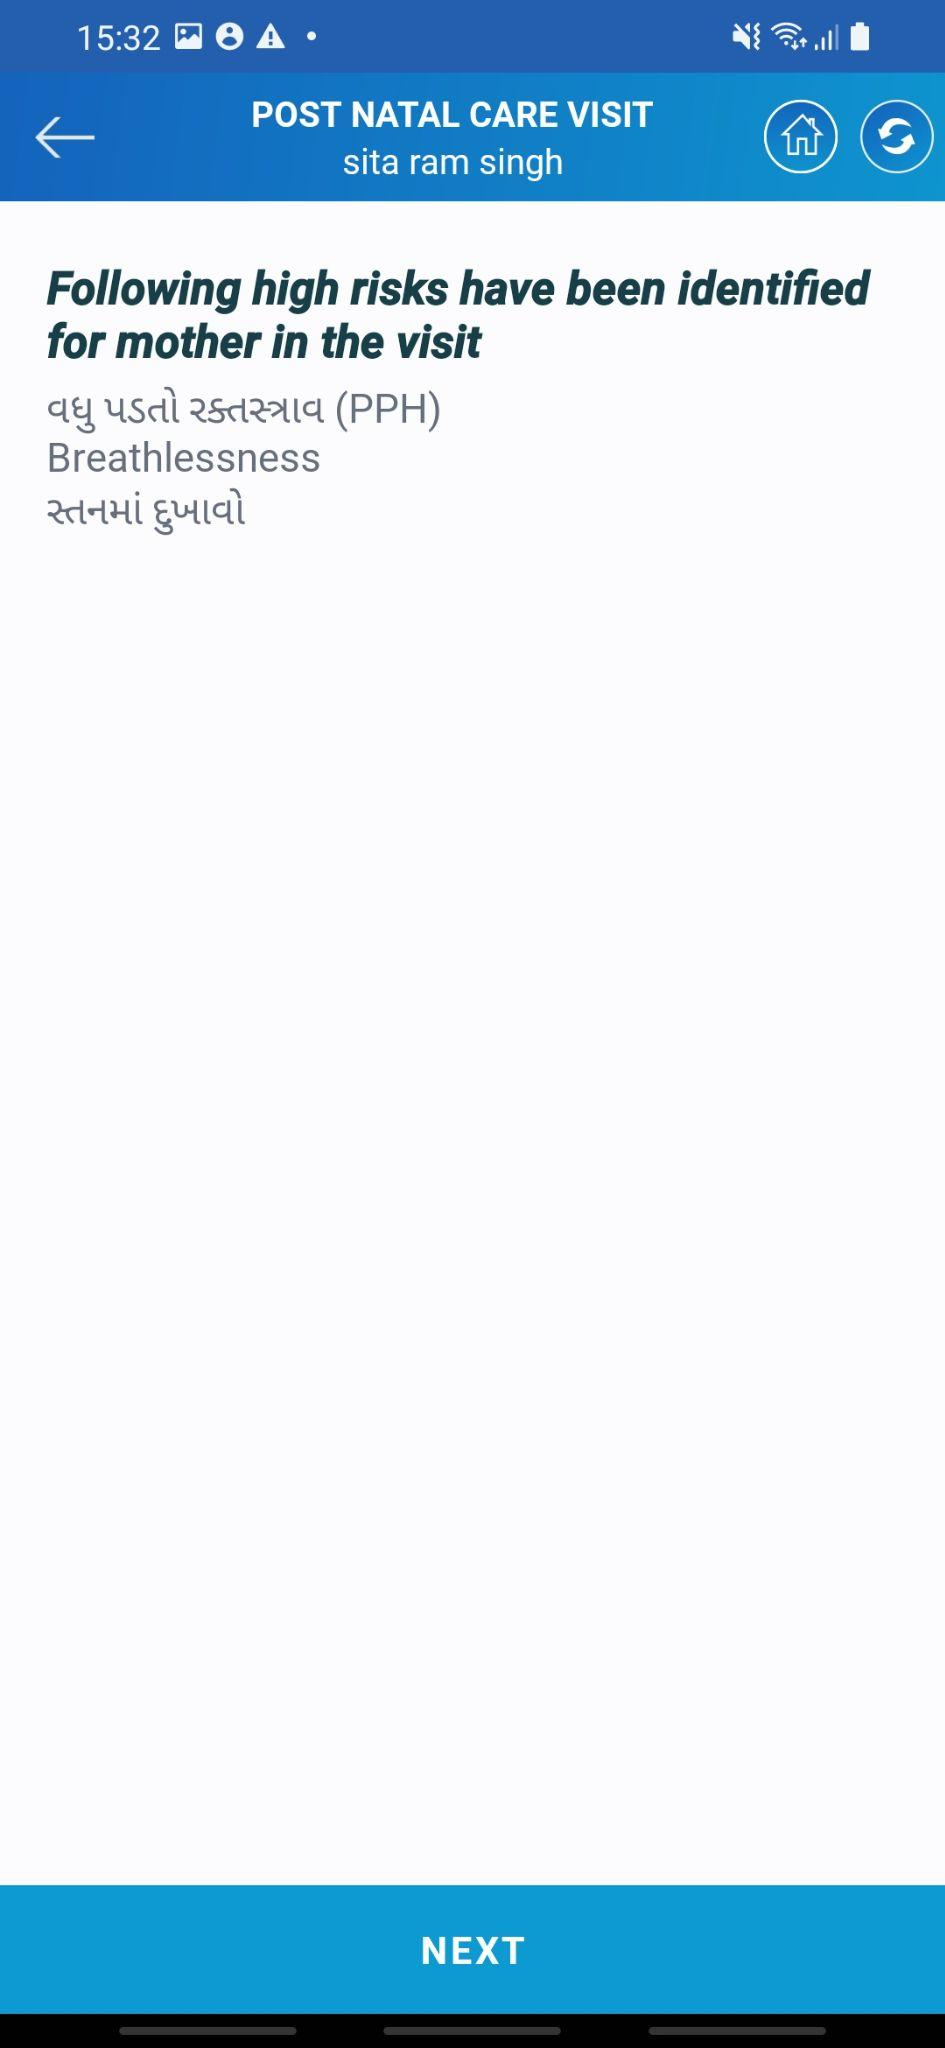 15:32
POST NATAL CARE VISIT
sita ram singh
Following high risks have been identified
for mother in the visit
વધુ પડતો રક્તસ્ત્રાવ (PPH)
Breathlessness
સ્તનમાં દુખાવો
NEXT